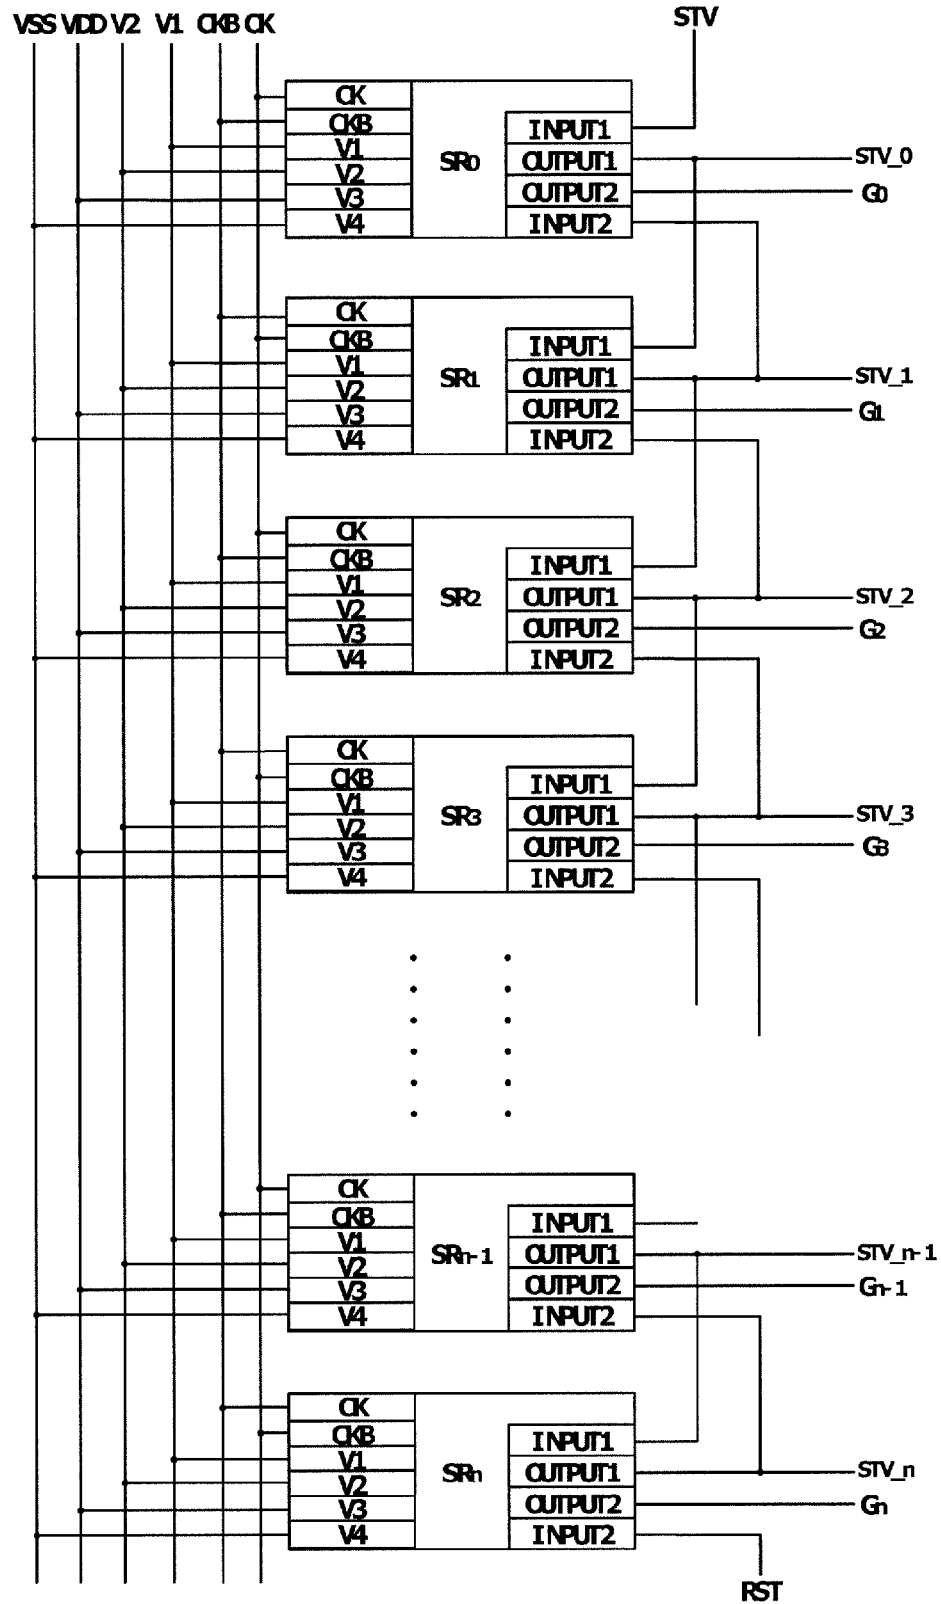 VSS VDD V2 V1 CKB CK
STV
CK
CKB
V1
V2
V3
V4
SR0
INPUT1
OUTPUT1
OUTPUT2
INPUT2
STV_0
G0
CK
CKB
V1
V2
V3
V4
SR1
INPUT1
OUTPUT1
OUTPUT2
INPUT2
STV_1
G1
CK
CKB
V1
V2
V3
V4
SR2
INPUT1
OUTPUT1
OUTPUT2
INPUT2
STV_2
G2
CK
CKB
V1
V2
V3
V4
SR3
INPUT1
OUTPUT1
OUTPUT2
INPUT2
STV_3
G3
CK
CKB
V1
V2
V3
V4
SRn-1
INPUT1
OUTPUT1
OUTPUT2
INPUT2
STV_n-1
Gn-1
CK
CKB
V1
V2
V3
V4
SRn
INPUT1
OUTPUT1
OUTPUT2
INPUT2
STV_n
Gn
RST